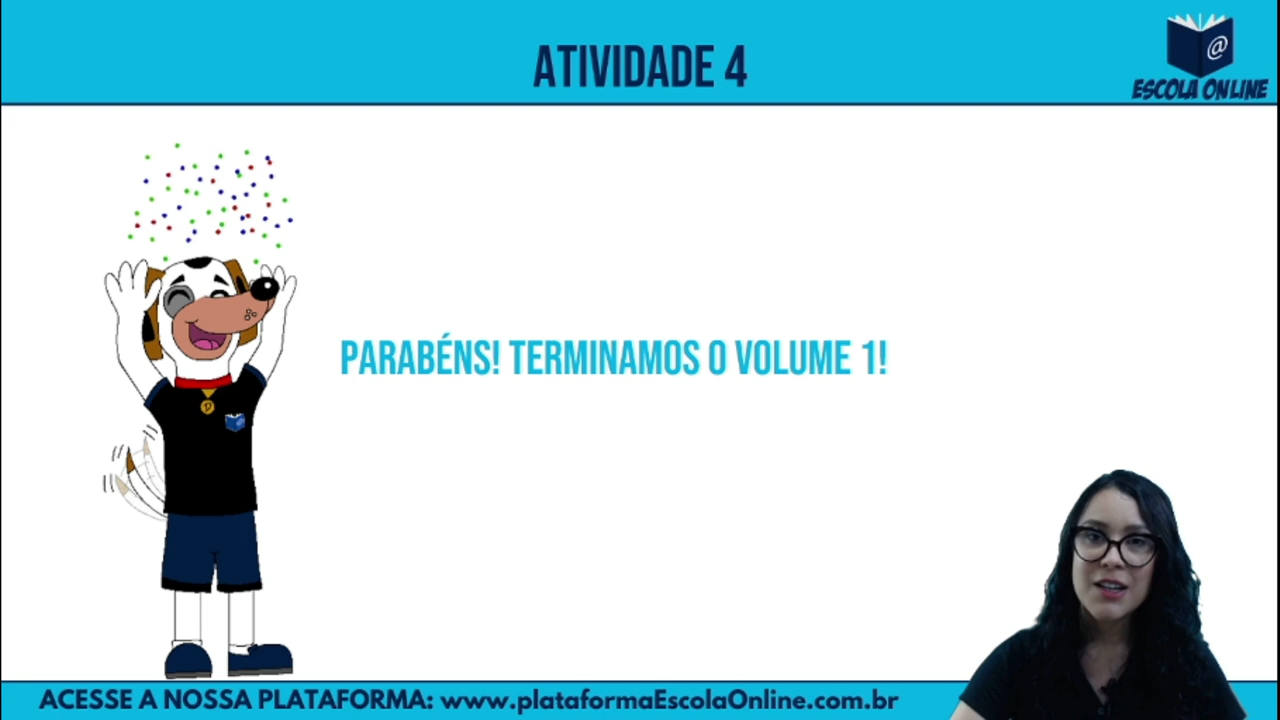 ATIVIDADE 4
@
ESCOLA ONLINE
PARABÉNS! TERMINAMOS O VOLUME 1!
D
ACESSE A NOSSA PLATAFORMA: www.plataformaEscolaOnline.com.br